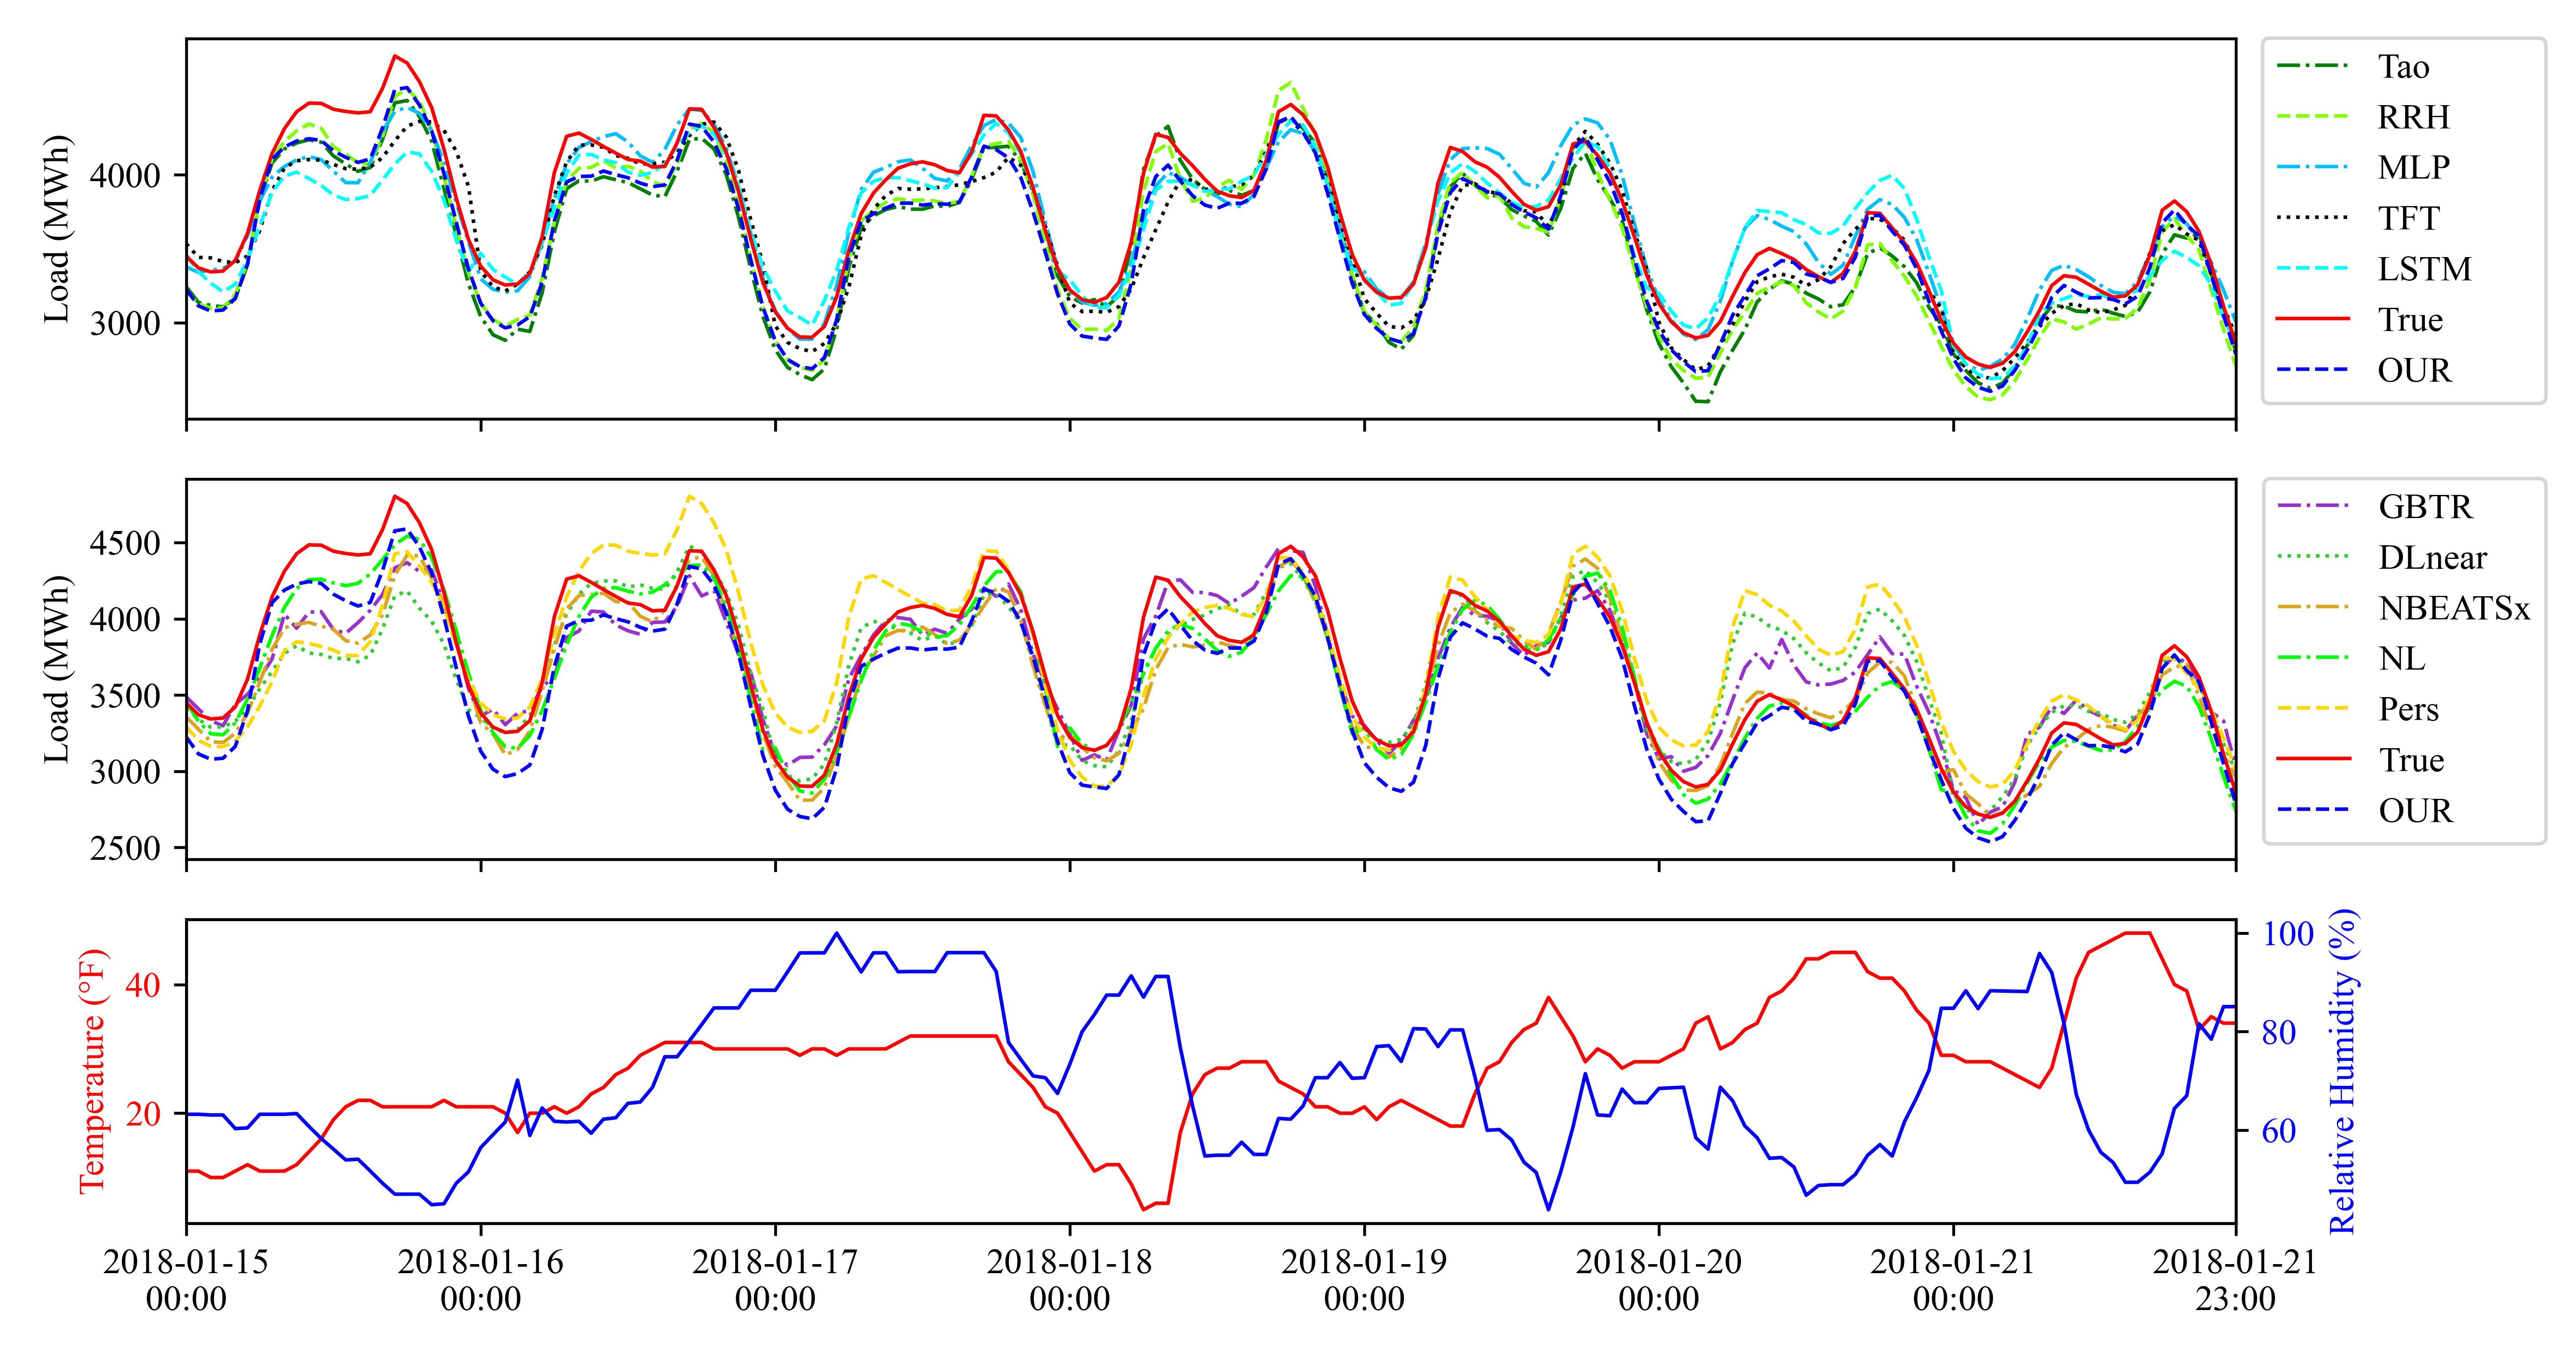 Load (MWh)
4000
3000
Tao
RRH
MLP
TFT
LSTM
True
OUR
Load (MWh)
4500
4000
3500
3000
2500
GBTR
DLnear
NBEATSx
NL
Pers
True
OUR
Temperature (°F)
40
20
100
80
60
Relative Humidity (%)
2018-01-15 2018-01-16 2018-01-17 2018-01-18 2018-01-19 2018-01-20 2018-01-21 2018-01-21
00:00 00:00 00:00 00:00 00:00 00:00 00:00 23:00